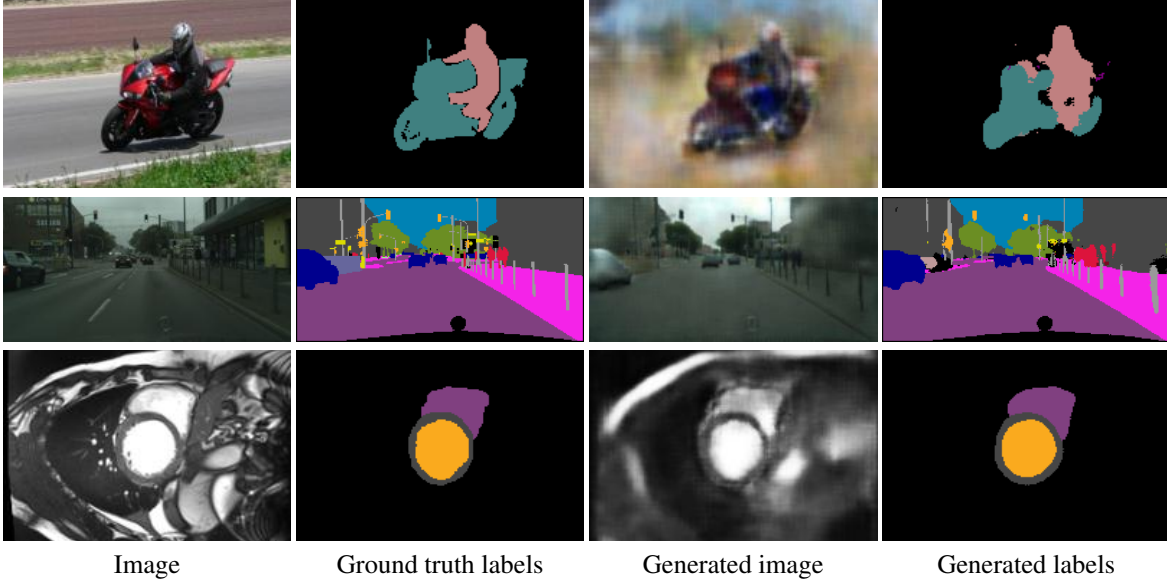 Image
Ground truth labels
Generated image
Generated labels